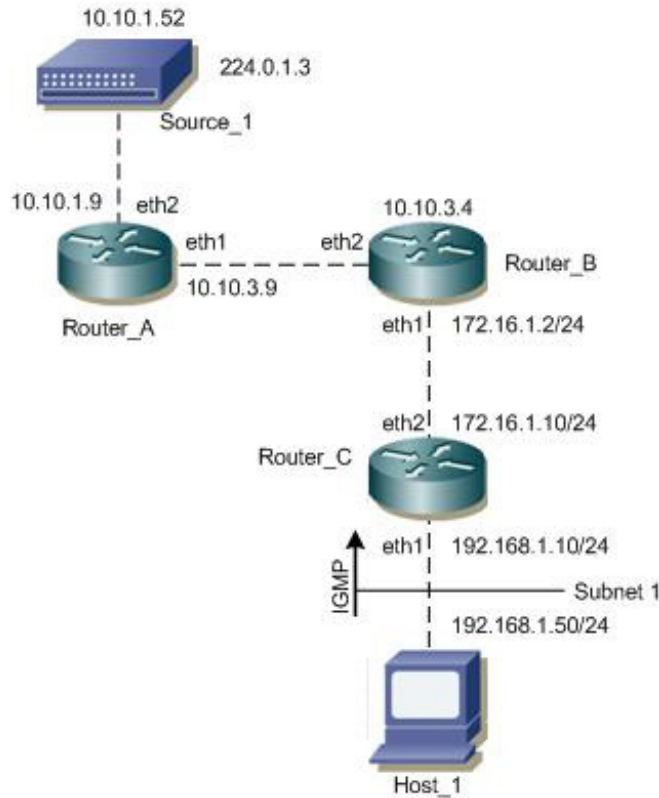 10.10.1.52
224.0.1.3
Source_1
10.10.1.9
eth2
eth1
10.10.3.9
Router_A
eth2
10.10.3.4
Router_B
eth1
172.16.1.2/24
eth2
172.16.1.10/24
Router_C
eth1
192.168.1.10/24
IGMP
Subnet 1
192.168.1.50/24
Host_1